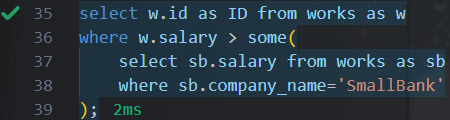 35 select w.id as ID from works as w
36 where w.salary > some(
37 select sb.salary from works as sb
38 where sb.company_name='SmallBank'
39 ); 2ms